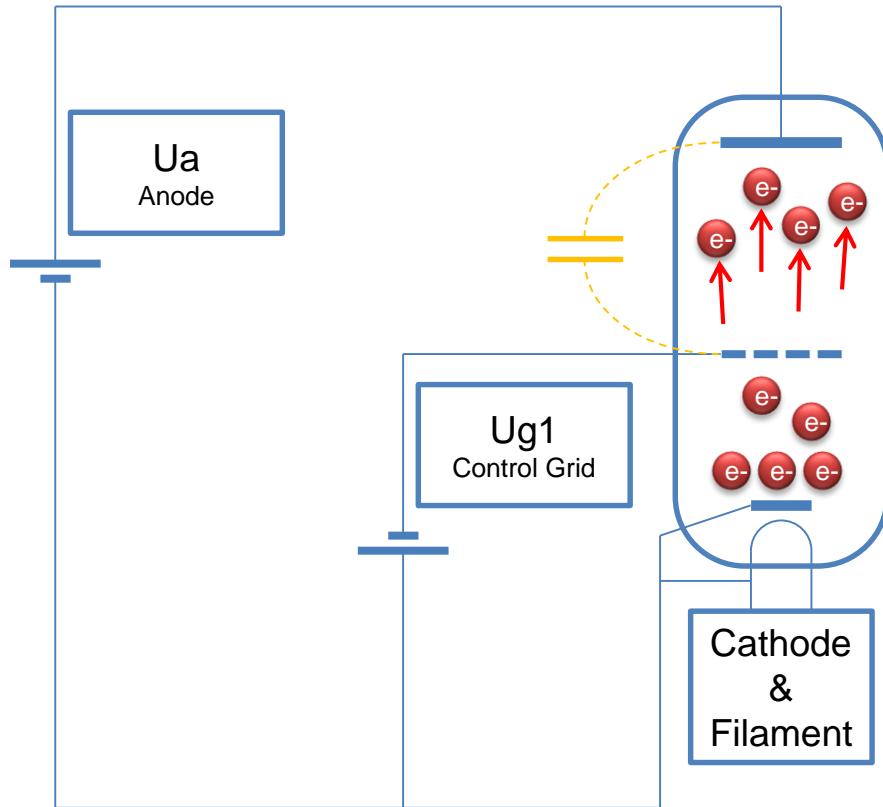 Ua
Anode
e-
e-
e-
e-
Ug1
Control Grid
e-
e-
e-
e-
e-
Cathode
&
Filament